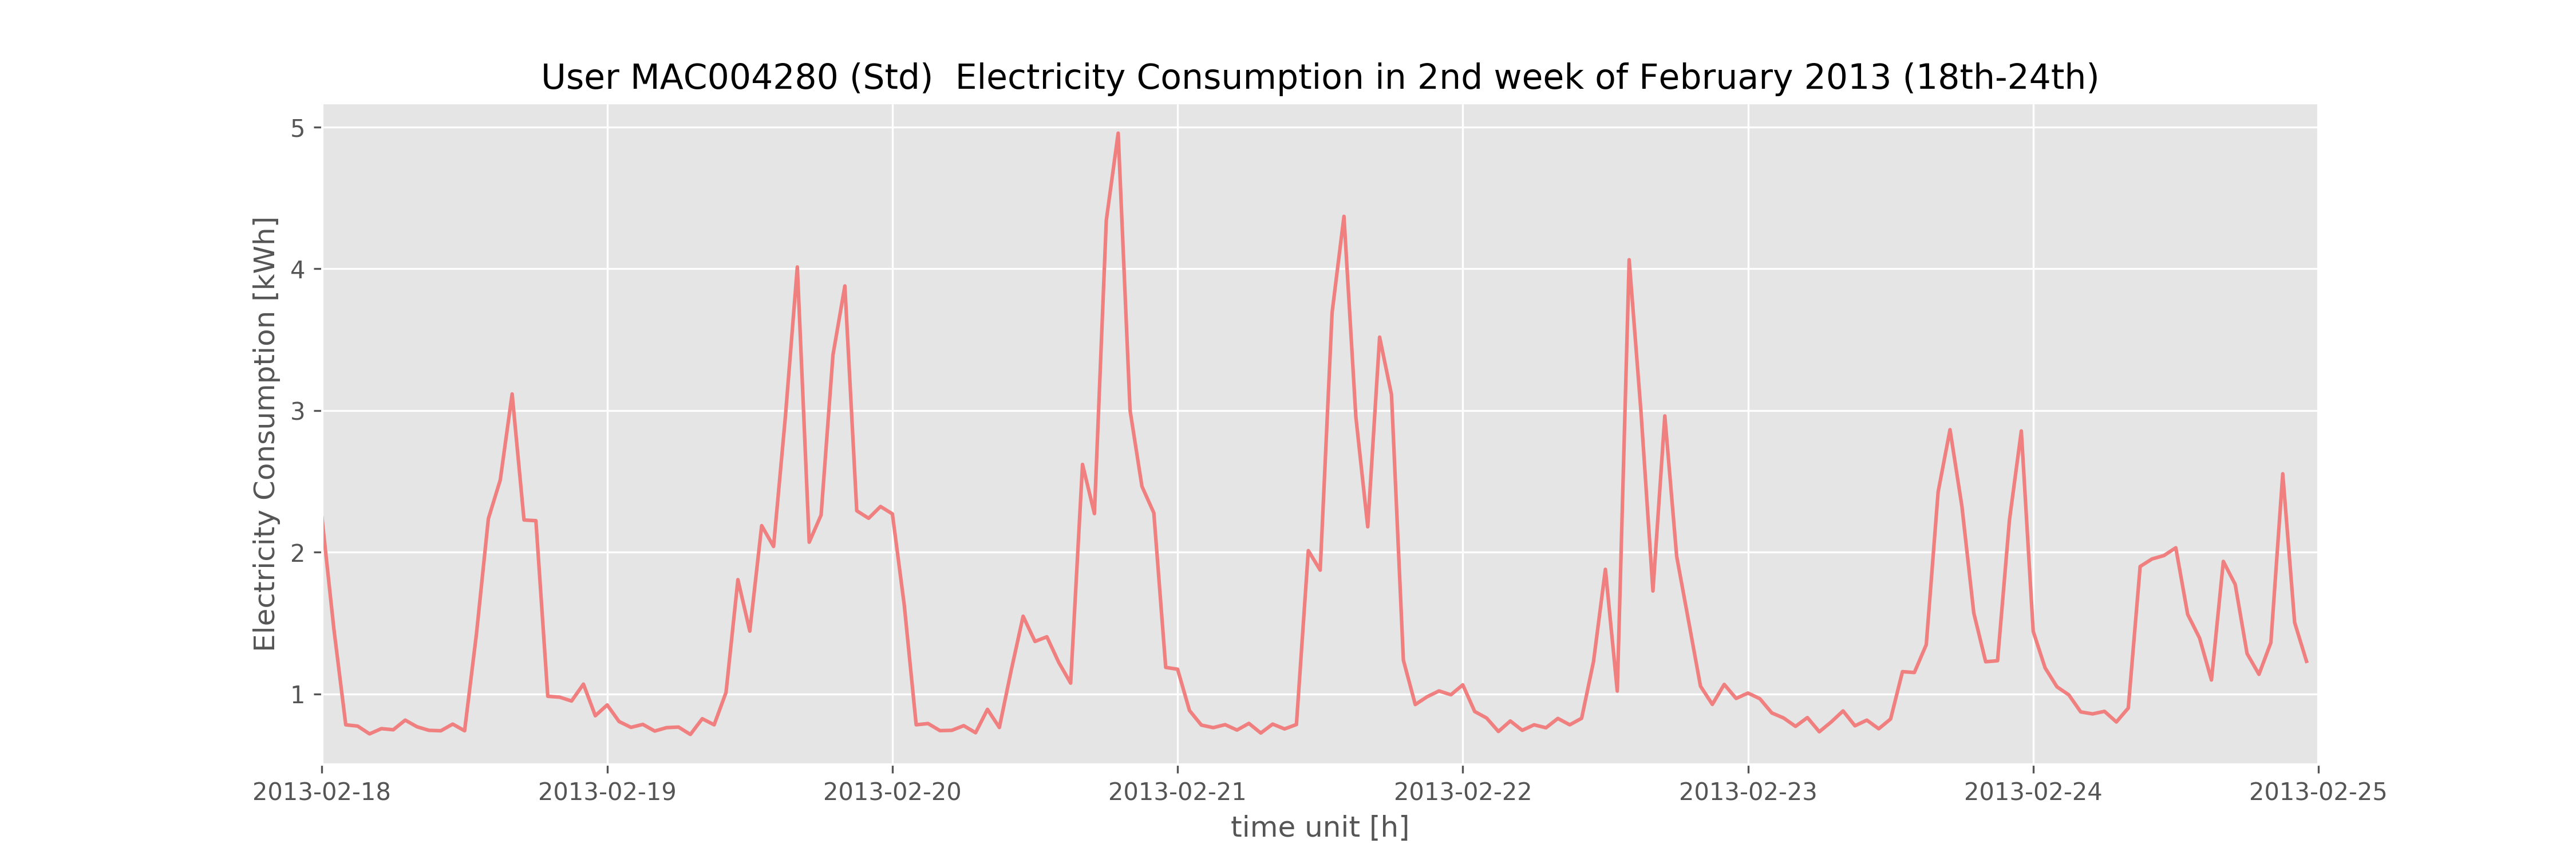 User MAC004280 (Std)  Electricity Consumption in 2nd week of February 2013 (18th-24th)
Electricity Consumption [kWh]
5
4
3
2
1
2013-02-18 2013-02-19 2013-02-20 2013-02-21 2013-02-22 2013-02-23 2013-02-24 2013-02-25
time unit [h]